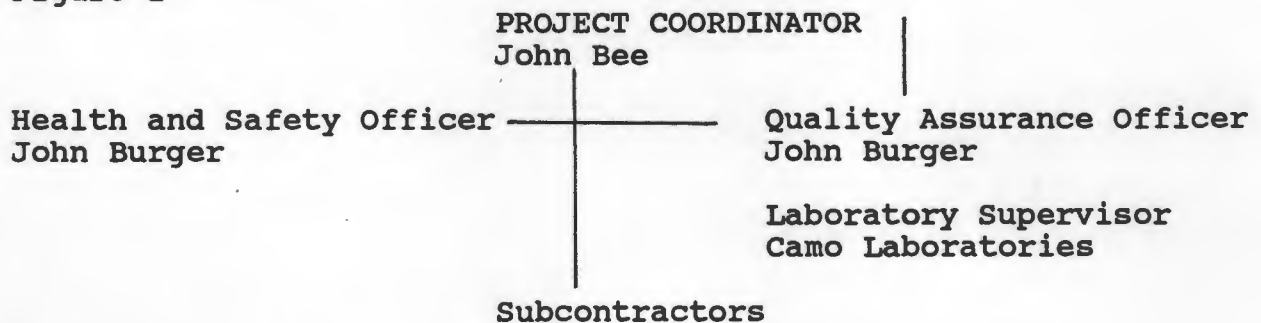 PROJECT COORDINATOR
John Bee
Health and Safety Officer
John Burger
Quality Assurance Officer
John Burger
Laboratory Supervisor
Camo Laboratories
Subcontractors